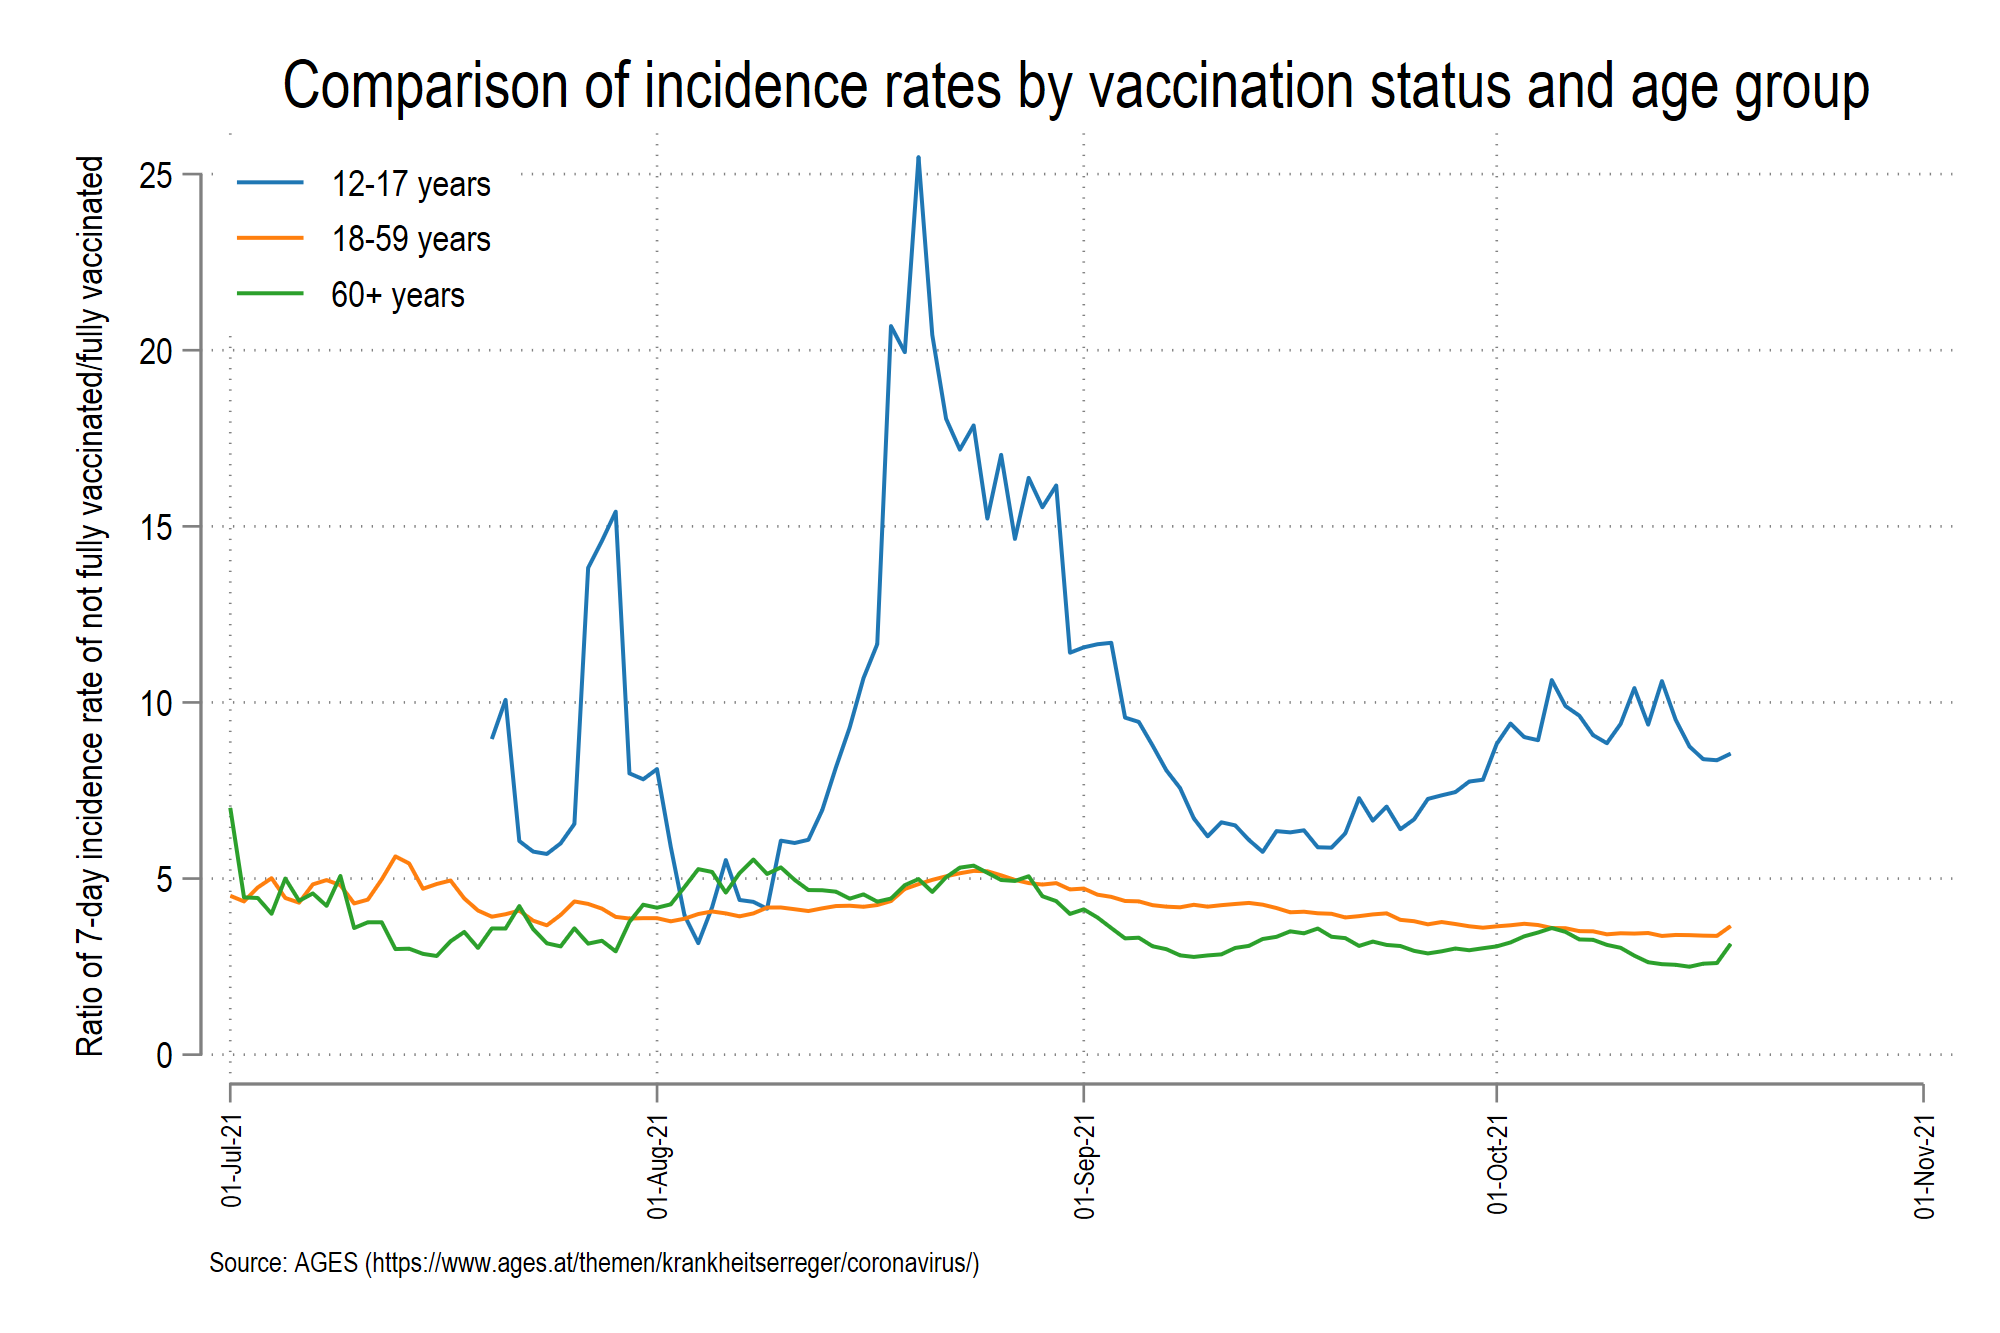 Comparison of incidence rates by vaccination status and age group
Ratio of 7-day incidence rate of not fully vaccinated/fully vaccinated
25
20
15
10
5
0
12-17 years
18-59 years
60+ years
01-Jul-21
01-Aug-21
01-Sep-21
01-Oct-21
01-Nov-21
Source: AGES (https://www.ages.at/themen/krankheitserreger/coronavirus/)